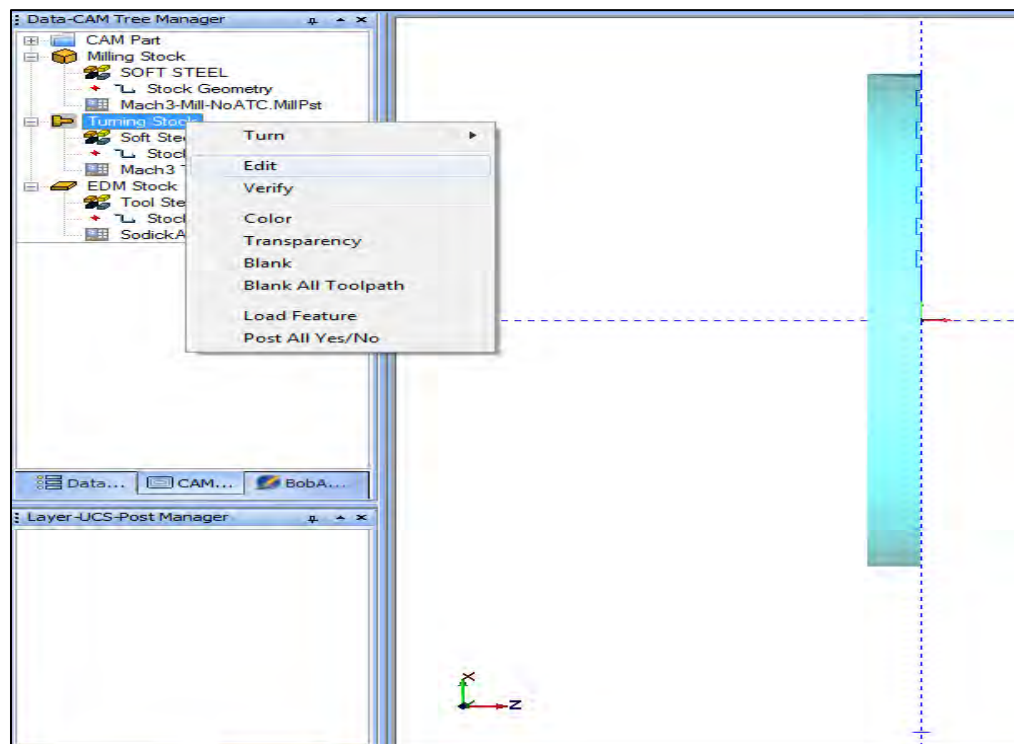 Data-CAM Tree Manager
CAM Part
Milling Stock
SOFT STEEL
Stock Geometry
Mach3-Mill-NoATC.MillPst
Turning Stock
Soft Stee
Stock
Mach3 T
EDM Stock
Tool Ste
Stock
SodickA
Turn
Edit
Verify
Color
Transparency
Blank
Blank All Toolpath
Load Feature
Post All Yes/No
Data...
CAM...
BobA...
Layer-UCS-Post Manager
X
Z